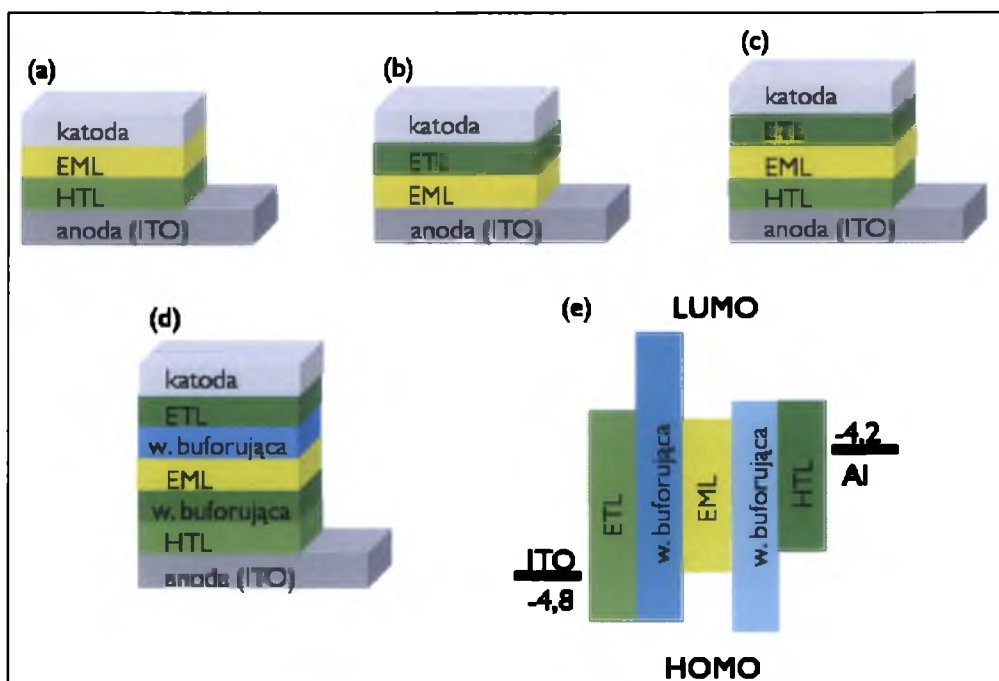 (a)
katoda
EML
HTL
anoda (ITO)
(b)
katoda
ETL
EML
anoda (ITO)
(c)
katoda
ETL
EML
HTL
anoda (ITO)
(d)
katoda
ETL
w. buforująca
EML
w. buforująca
HTL
anoda (ITO)
(e)
LUMO
ITO
-4,8
ETL
w. buforująca
EML
w. buforująca
HTL
-4,2
Al
HOMO